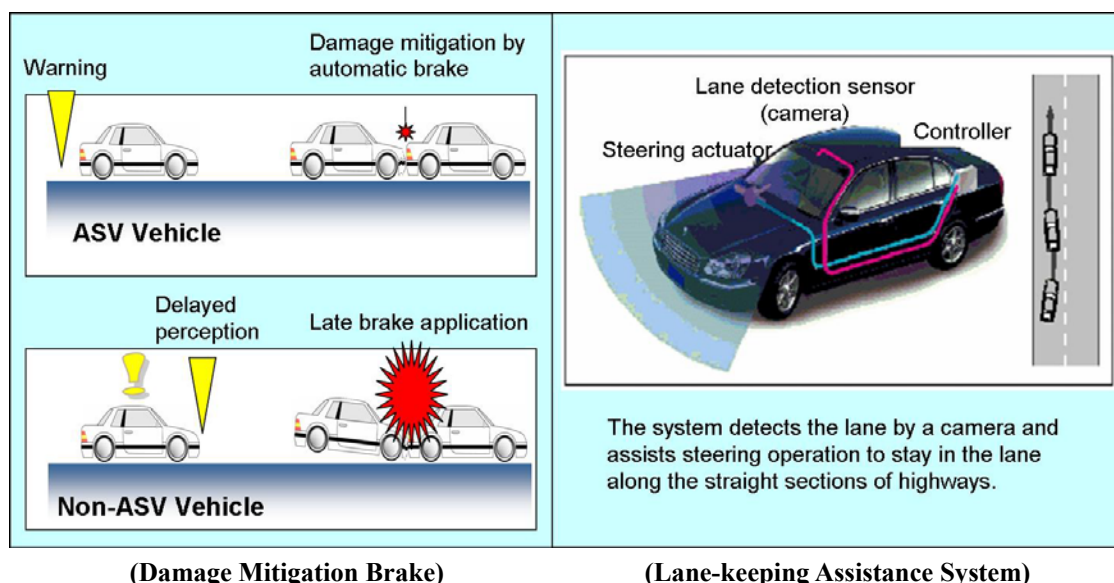 Warning
Damage mitigation by
automatic brake
ASV Vehicle
Delayed
perception
Late brake application
Non-ASV Vehicle
Lane detection sensor
(camera)
Controller
Steering actuator
The system detects the lane by a camera and
assists steering operation to stay in the lane
along the straight sections of highways.
(Damage Mitigation Brake)
(Lane-keeping Assistance System)